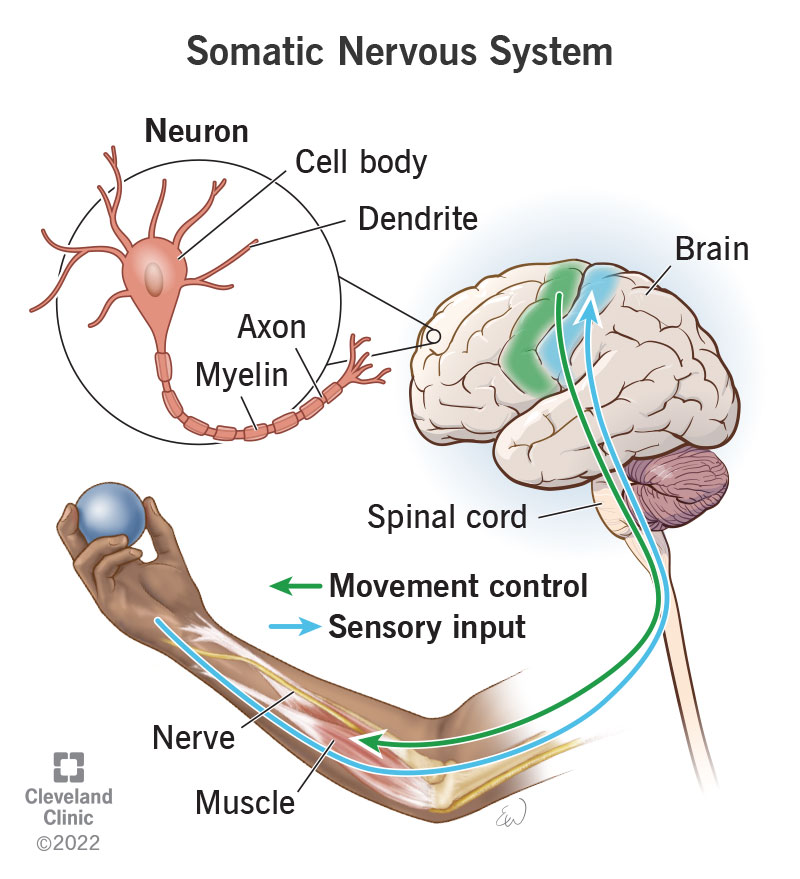 Somatic Nervous System
Neuron
Cell body
Dendrite
Brain
Axon
Myelin
Spinal cord
Movement control
Sensory input
Nerve
Muscle
Cleveland
Clinic
©2022